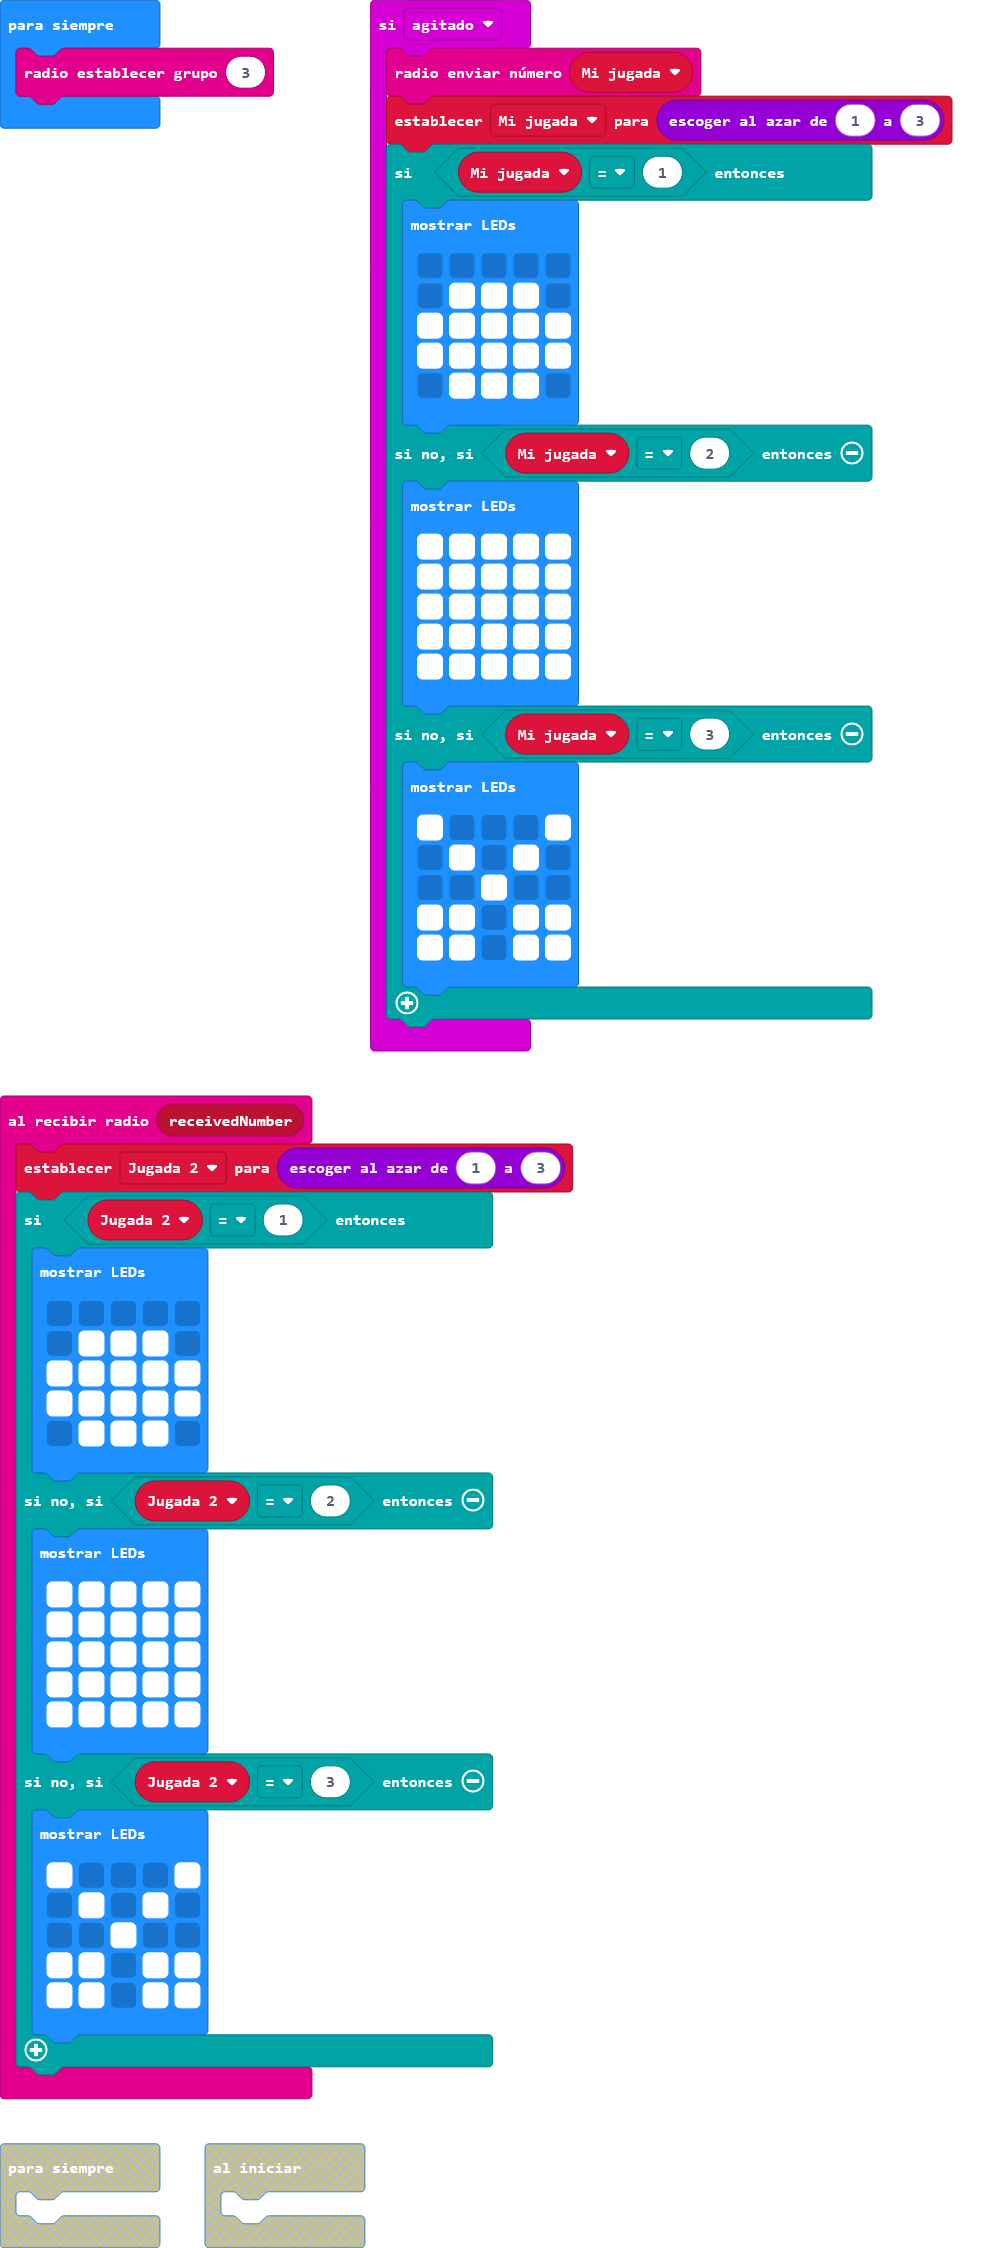 para siempre
radio establecer grupo 3
si agitado
radio enviar número Mi jugada
establecer Mi jugada para escoger al azar de 1 a 3
si Mi jugada = 1 entonces
mostrar LEDs
si no, si Mi jugada = 2 entonces
mostrar LEDs
si no, si Mi jugada = 3 entonces
mostrar LEDs
al recibir radio receivedNumber
establecer Jugada 2 para escoger al azar de 1 a 3
si Jugada 2 = 1 entonces
mostrar LEDs
si no, si Jugada 2 = 2 entonces
mostrar LEDs
si no, si Jugada 2 = 3 entonces
mostrar LEDs
para siempre
al iniciar